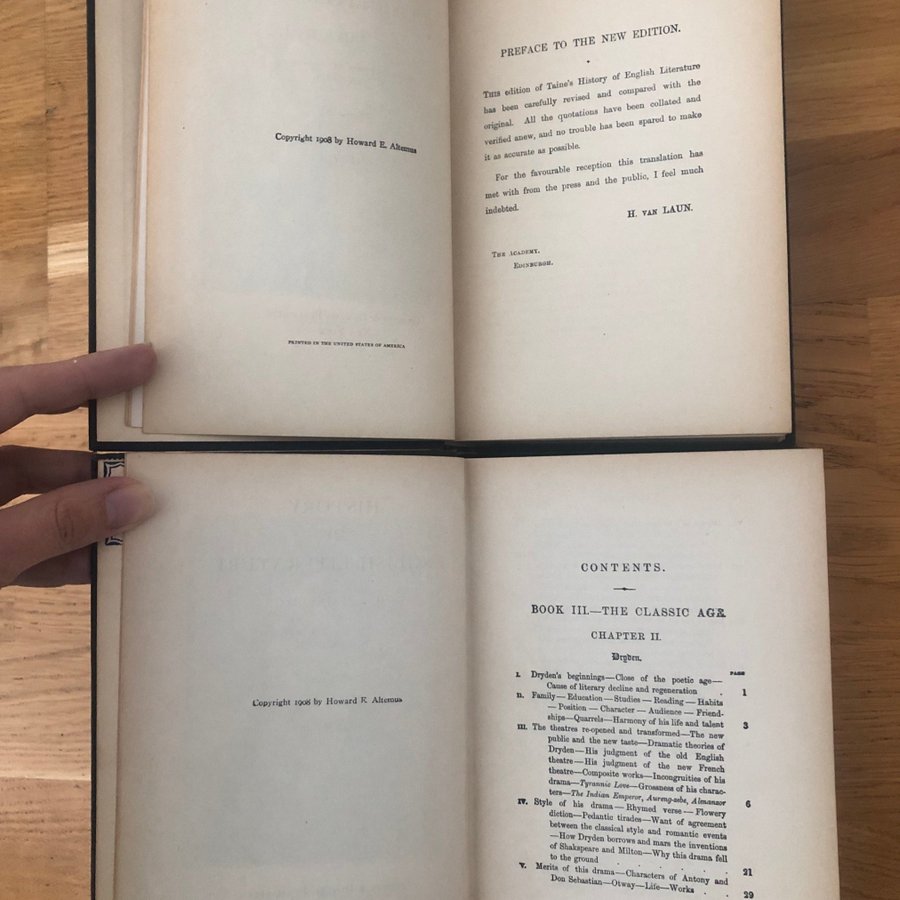 Copyright 1908 by Howard E. Altemus
PRINTED IN THE UNITED STATES OF AMERICA
PREFACE TO THE NEW EDITION.
THIS edition of Taine's History of English Literature
has been carefully revised and compared with the
original. All the quotations have been collated and
verified anew, and no trouble has been spared to make
it as accurate as possible.
For the favourable reception this translation has
met with from the press and the public, I feel much
indebted.
H. VAN LAUN.
THE ACADEMY,
EDINBURGH.
Copyright 1908 by Howard E. Altemus
CONTENTS.
BOOK III.—THE CLASSIC AGE.
CHAPTER II.
Dryden.
PAGE
I. Dryden's beginnings—Close of the poetic age—
Cause of literary decline and regeneration . 1
II. Family — Education — Studies — Reading — Habits
— Position — Character — Audience — Friend-
ships—Quarrels—Harmony of his life and talent 3
III. The theatres re-opened and transformed—The new
public and the new taste—Dramatic theories of
Dryden—His judgment of the old English
theatre—His judgment of the new French
theatre—Composite works—Incongruities of his
drama—Tyrannic Love—Grossness of his charac-
ters—The Indian Emperor, Aureng-zebe, Almanzor 6
IV. Style of his drama — Rhymed verse — Flowery
diction—Pedantic tirades—Want of agreement
between the classical style and romantic events
—How Dryden borrows and mars the inventions
of Shakspeare and Milton—Why this drama fell
to the ground . . . . . 21
V. Merits of this drama—Characters of Antony and
Don Sebastian—Otway—Life—Works . . 29